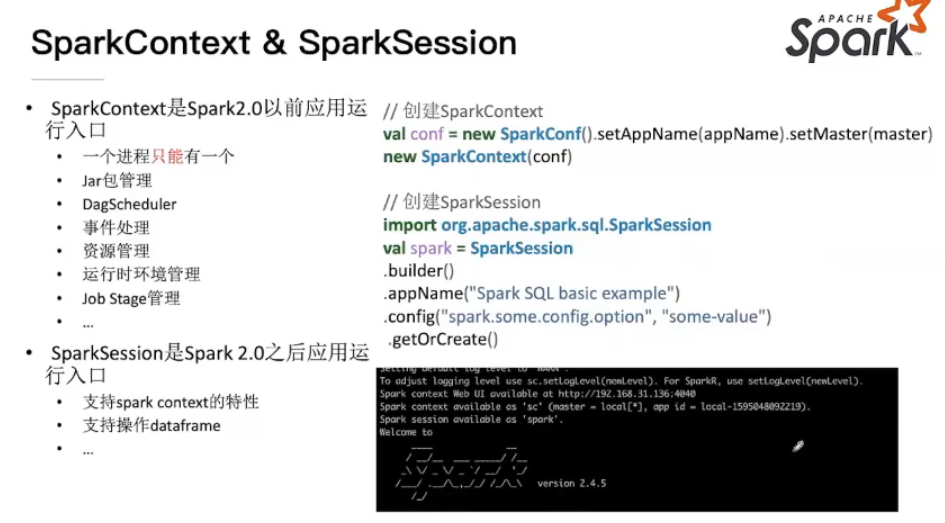 SparkContext & SparkSession
APACHE
Spark
TM
• SparkContext是Spark2.0以前应用运
行入口
• 一个进程只能有一个
• Jar包管理
• DagScheduler
• 事件处理
• 资源管理
• 运行时环境管理
• Job Stage管理
• ...
• SparkSession是Spark 2.0之后应用运
行入口
• 支持spark context的特性
• 支持操作dataframe
• ...
// 创建SparkContext
val conf = new SparkConf().setAppName(appName).setMaster(master)
new SparkContext(conf)
// 创建SparkSession
import org.apache.spark.sql.SparkSession
val spark = SparkSession
.builder()
.appName("Spark SQL basic example")
.config("spark.some.config.option", "some-value")
.getOrCreate()
Setting default log level to "WARN".
To adjust logging level use sc.setLogLevel(newLevel). For SparkR, use setLogLevel(newLevel).
Spark context Web UI available at http://192.168.31.136:4040
Spark context available as 'sc' (master = local[*], app id = local-1595048092219).
Spark session available as 'spark'.
Welcome to
version 2.4.5